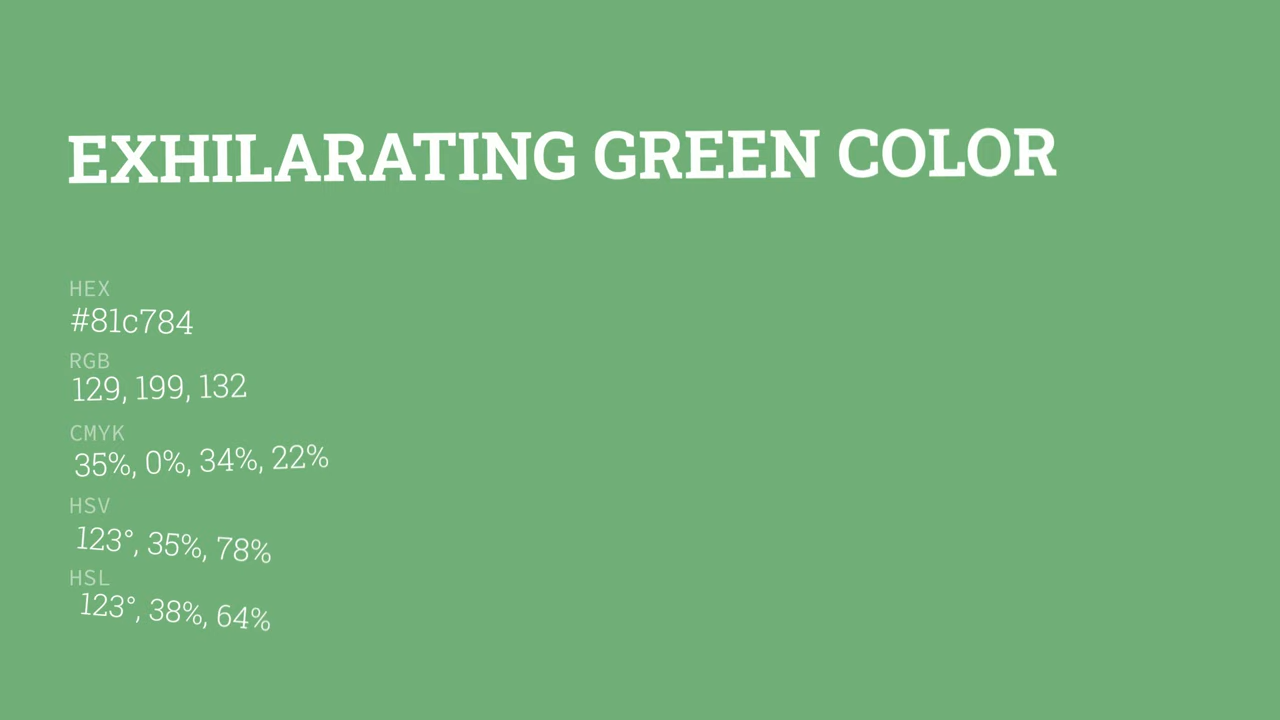 EXHILARATING GREEN COLOR
HEX
#81c784
RGB
129, 199, 132
CMYK
35%, 0%, 34%, 22%
HSV
123°, 35%, 78%
HSL
123°, 38%, 64%